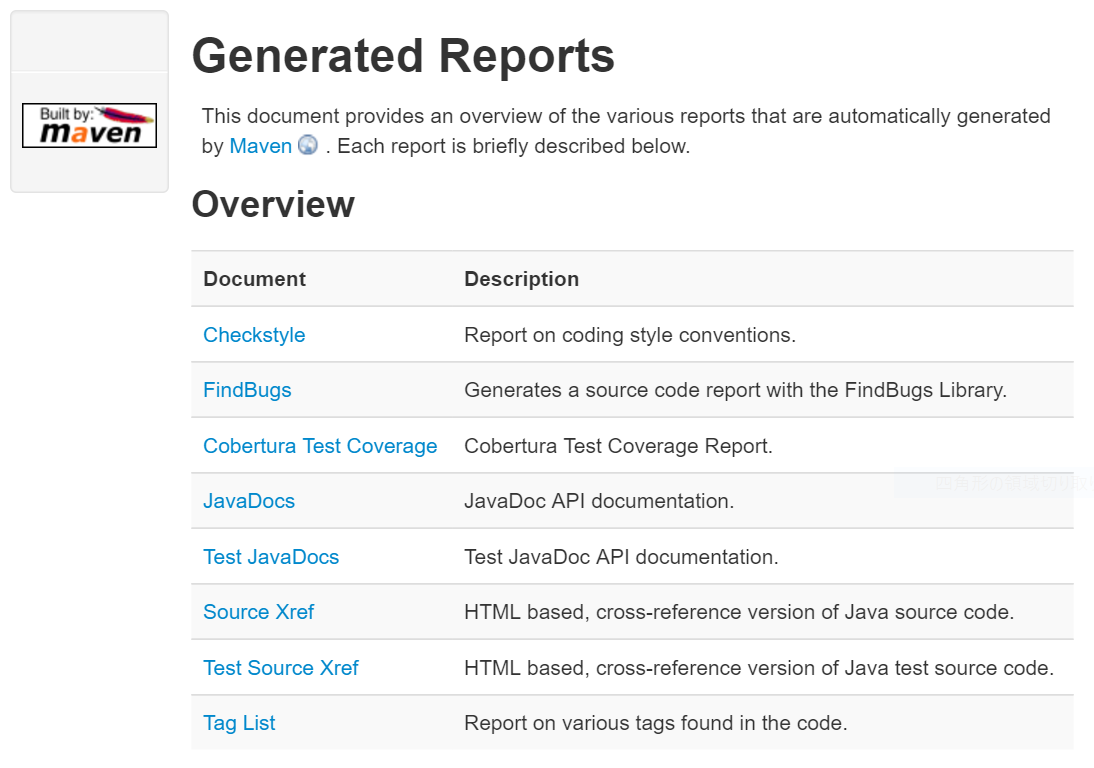 Built by:
maven
Generated Reports
This document provides an overview of the various reports that are automatically generated
by Maven . Each report is briefly described below.
Overview
Document Description
Checkstyle Report on coding style conventions.
FindBugs Generates a source code report with the FindBugs Library.
Cobertura Test Coverage Cobertura Test Coverage Report.
JavaDocs JavaDoc API documentation.
Test JavaDocs Test JavaDoc API documentation.
Source Xref HTML based, cross-reference version of Java source code.
Test Source Xref HTML based, cross-reference version of Java test source code.
Tag List Report on various tags found in the code.